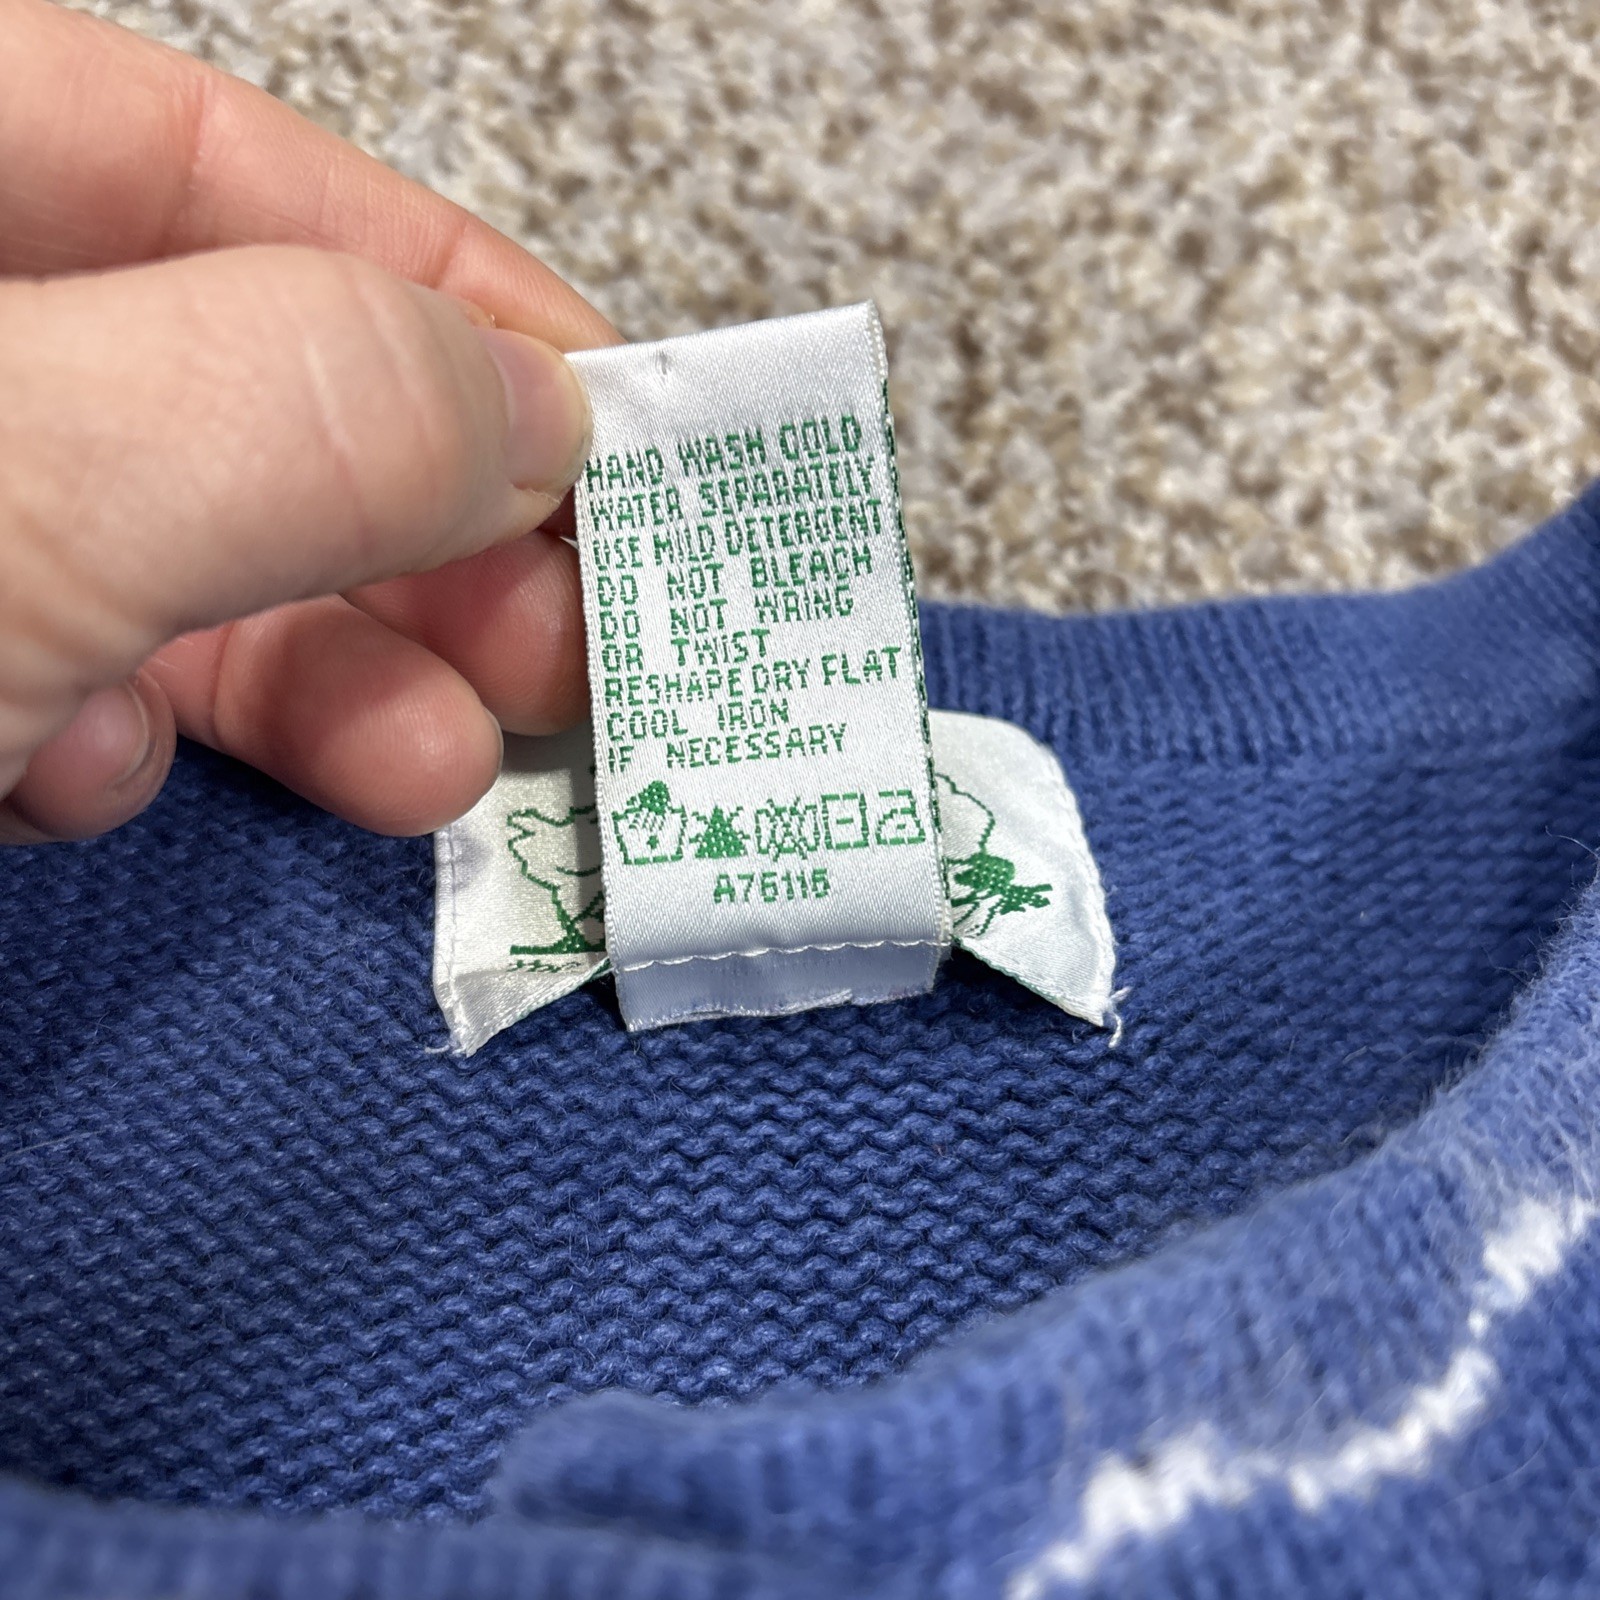 HAND WASH COLD
WATER SEPARATELY
USE MILD DETERGENT
DO NOT BLEACH
DO NOT WRING
OR TWIST
RESHAPE DRY FLAT
COOL IRON
IF NECESSARY
A76116